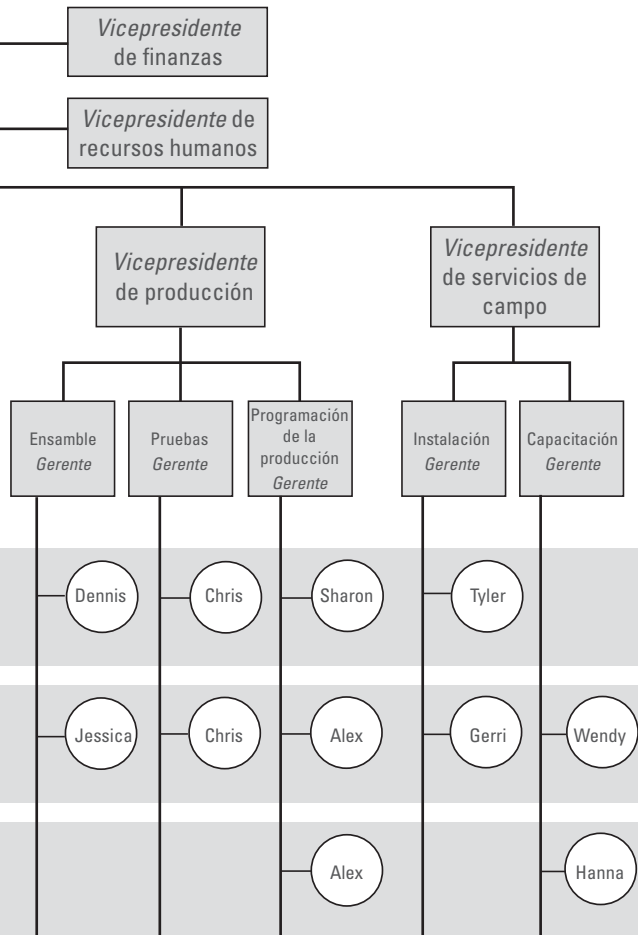 Vicepresidente
de finanzas
Vicepresidente de
recursos humanos
Vicepresidente
de producción
Vicepresidente
de servicios de
campo
Ensamble
Gerente
Pruebas
Gerente
Programación
de la
producción
Gerente
Instalación
Gerente
Capacitación
Gerente
Dennis
Chris
Sharon
Tyler
Jessica
Chris
Alex
Gerri
Wendy
Alex
Hanna